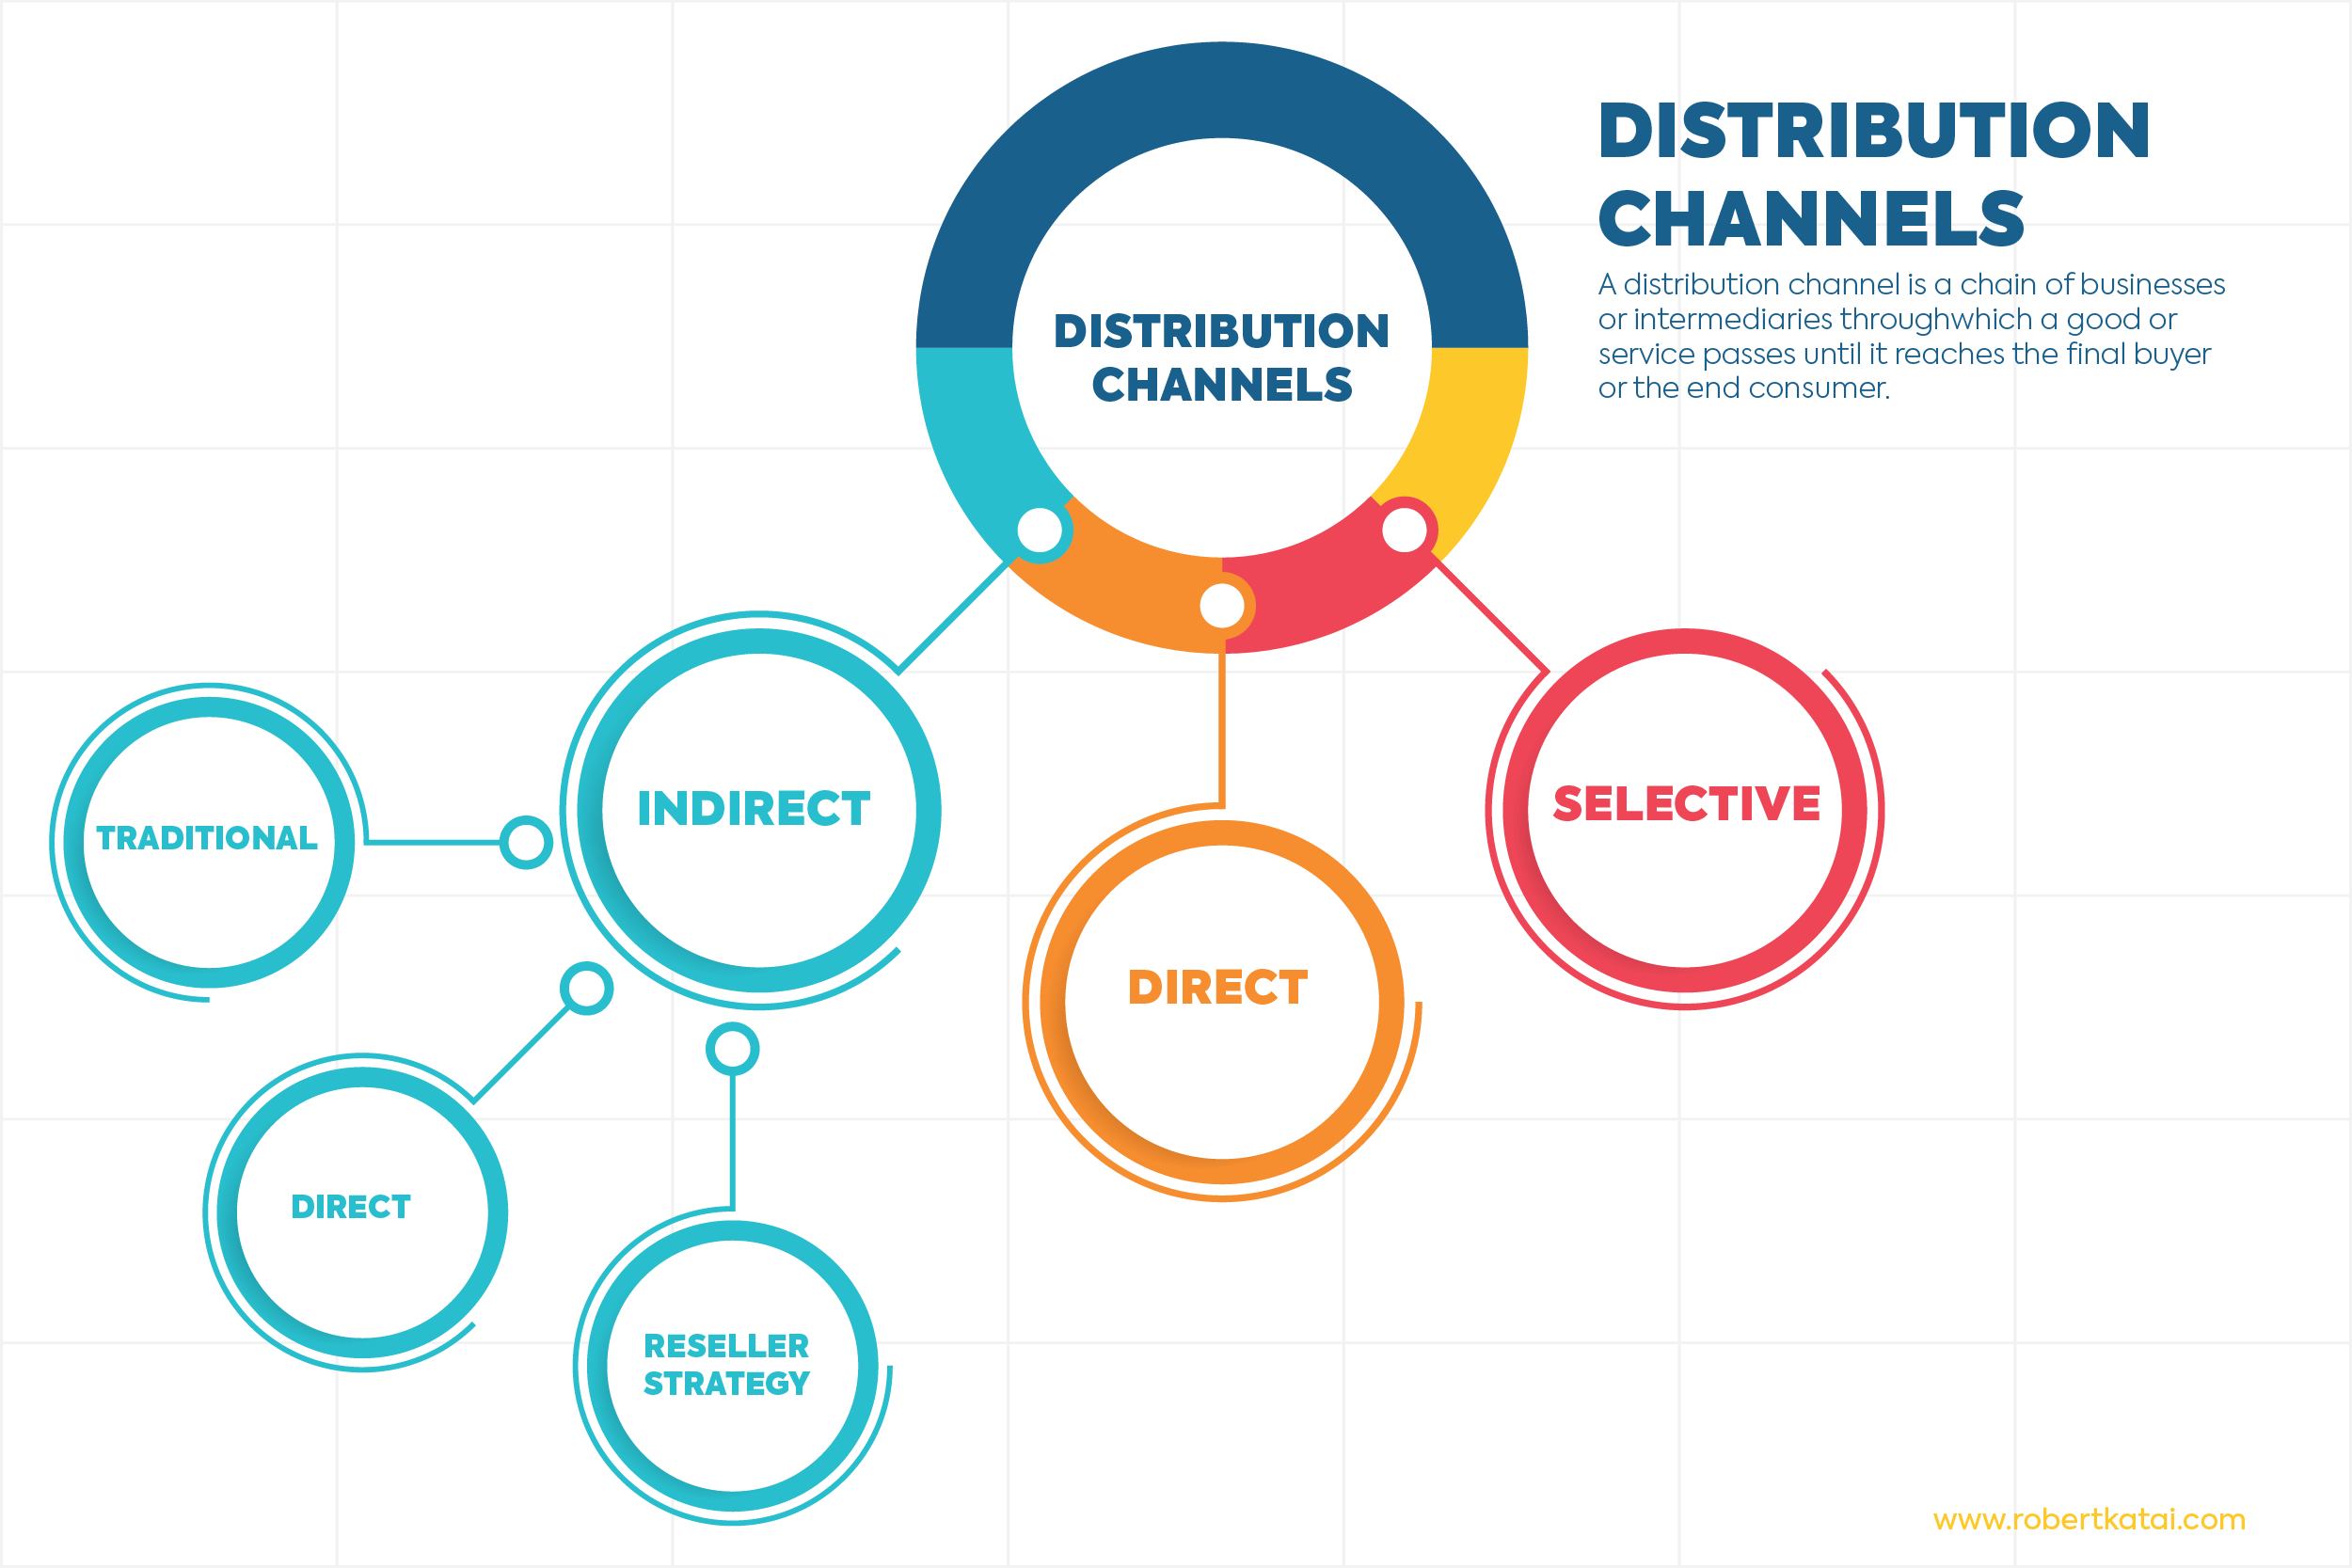 DISTRIBUTION
CHANNELS
A distribution channel is a chain of businesses
or intermediaries throughwhich a good or
service passes until it reaches the final buyer
or the end consumer.
DISTRIBUTION
CHANNELS
INDIRECT
SELECTIVE
TRADITIONAL
DIRECT
DIRECT
RESELLER
STRATEGY
www.robertkatai.com